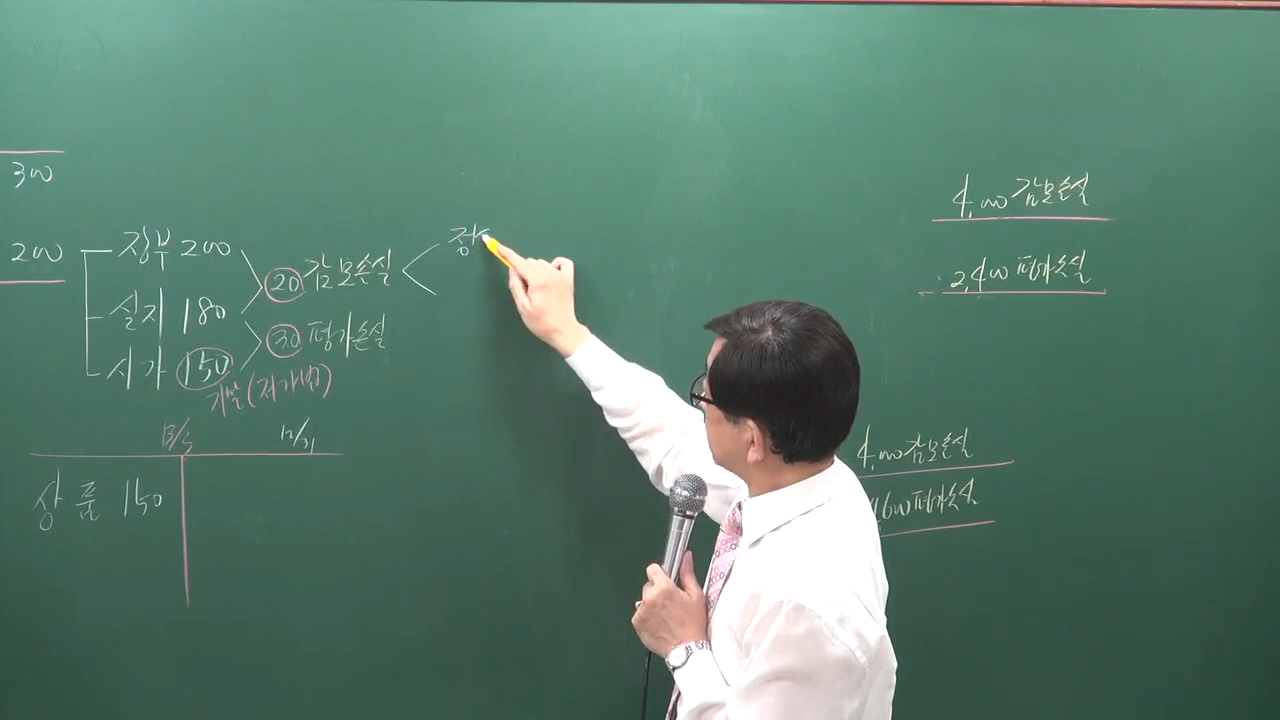 300
200 장부 200
실지 180
시가 150
20 감모손실
30 평가손실
기말(저가법)
B/S 12/31
상품 150
4,000 감모손실
2,400 평가손실
4,000 감모손실
600 평가손실